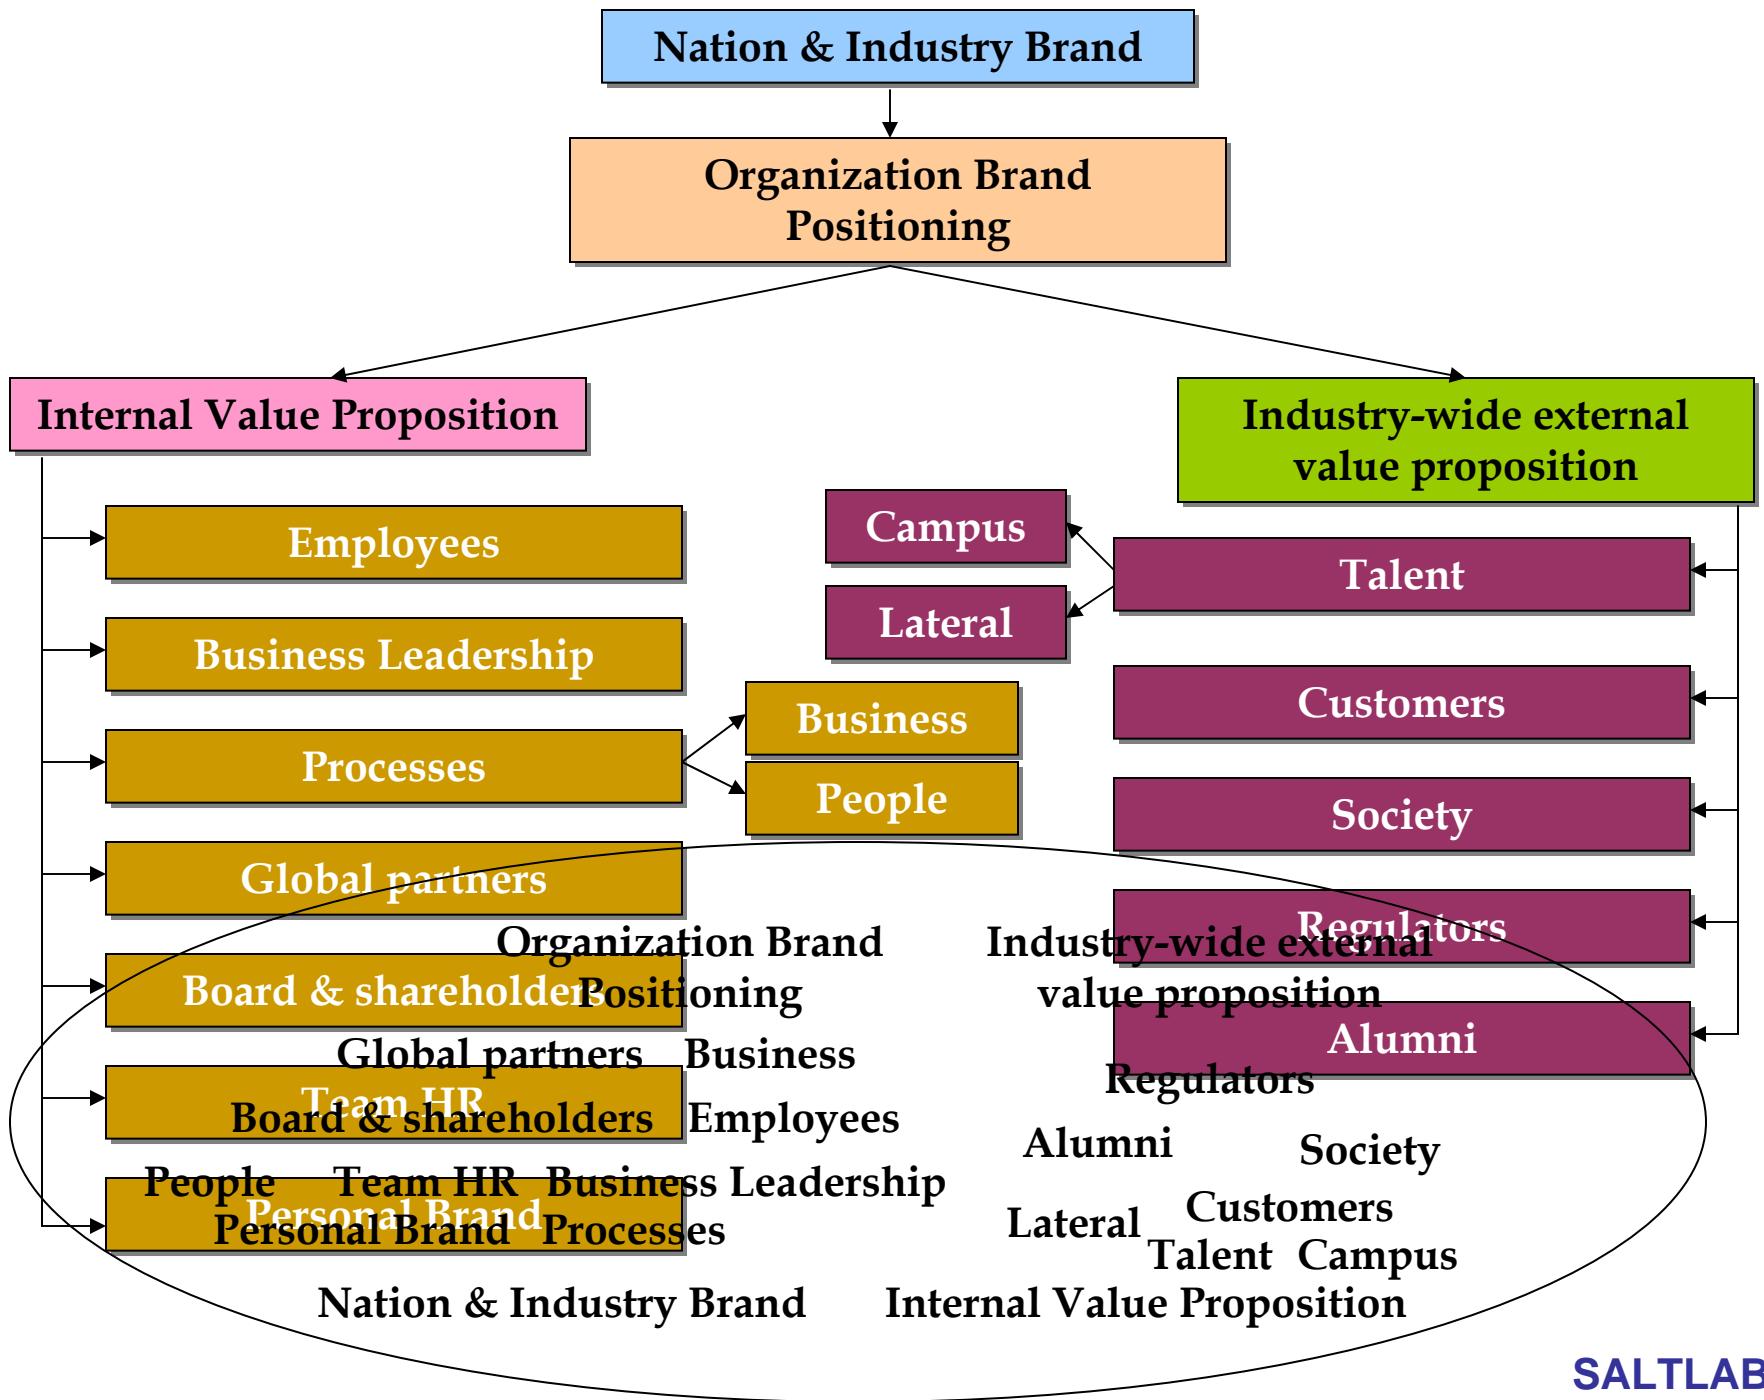 Nation & Industry Brand
Organization Brand
Positioning
Internal Value Proposition
Industry-wide external
value proposition
Employees
Business Leadership
Processes
Business
People
Global partners
Board & shareholders
Team HR
Personal Brand
Campus
Lateral
Talent
Customers
Society
Regulators
Alumni
Organization Brand
Positioning
Industry-wide external
value proposition
Global partners Business
Regulators
Board & shareholders Employees
Alumni
Society
People Team HR Business Leadership
Customers
Personal Brand Processes
Lateral
Talent Campus
Nation & Industry Brand Internal Value Proposition
SALTLAB